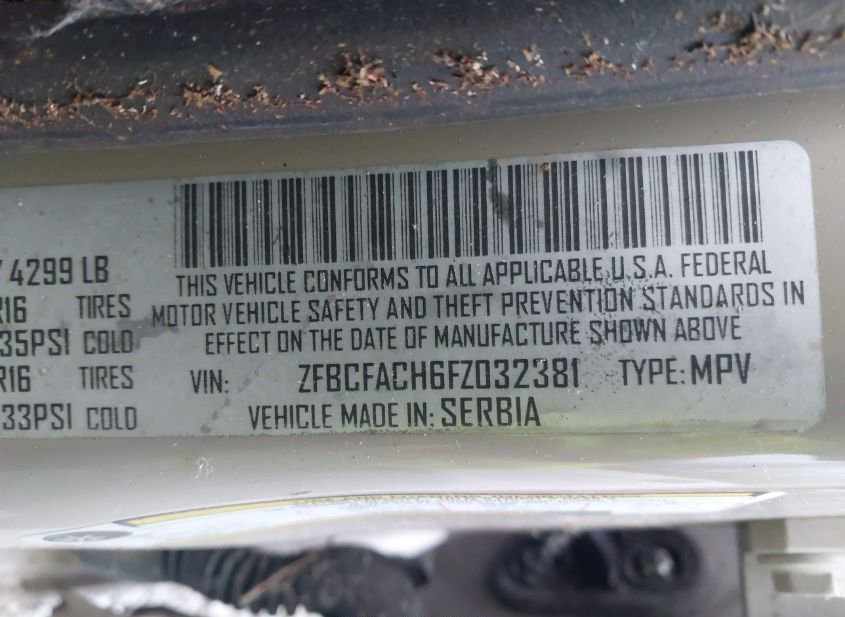 4299 LB
THIS VEHICLE CONFORMS TO ALL APPLICABLE U.S.A. FEDERAL
R16 TIRES
MOTOR VEHICLE SAFETY AND THEFT PREVENTION STANDARDS IN
35PSI COLD
EFFECT ON THE DATE OF MANUFACTURE SHOWN ABOVE
R16 TIRES
VIN: ZFBCFACH6FZ032381 TYPE: MPV
33PSI COLD
VEHICLE MADE IN: SERBIA